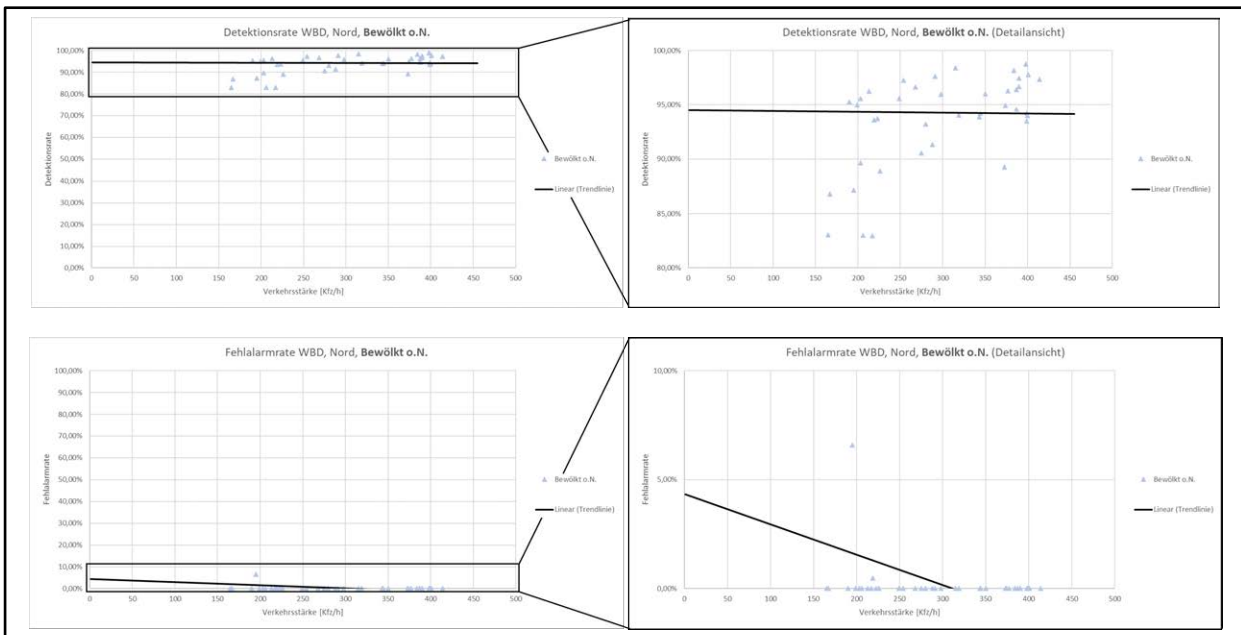 Detektionsrate WBD, Nord, Bewölkt o.N.
100,00%
90,00%
80,00%
70,00%
60,00%
50,00%
40,00%
30,00%
20,00%
10,00%
0,00%
Detektionsrate
0 50 100 150 200 250 300 350 400 450 500
Verkehrsstärke [Kfz/h]
Bewölkt o.N.
Linear (Trendlinie)
Detektionsrate WBD, Nord, Bewölkt o.N. (Detailansicht)
100,00%
95,00%
90,00%
85,00%
80,00%
Detektionsrate
0 50 100 150 200 250 300 350 400 450 500
Verkehrsstärke [Kfz/h]
Bewölkt o.N.
Linear (Trendlinie)
Fehlalarmrate WBD, Nord, Bewölkt o.N.
100,00%
90,00%
80,00%
70,00%
60,00%
50,00%
40,00%
30,00%
20,00%
10,00%
0,00%
Fehlalarmrate
0 50 100 150 200 250 300 350 400 450 500
Verkehrsstärke [Kfz/h]
Bewölkt o.N.
Linear (Trendlinie)
Fehlalarmrate WBD, Nord, Bewölkt o.N. (Detailansicht)
10,00%
5,00%
0,00%
Fehlalarmrate
0 50 100 150 200 250 300 350 400 450 500
Verkehrsstärke [Kfz/h]
Bewölkt o.N.
Linear (Trendlinie)